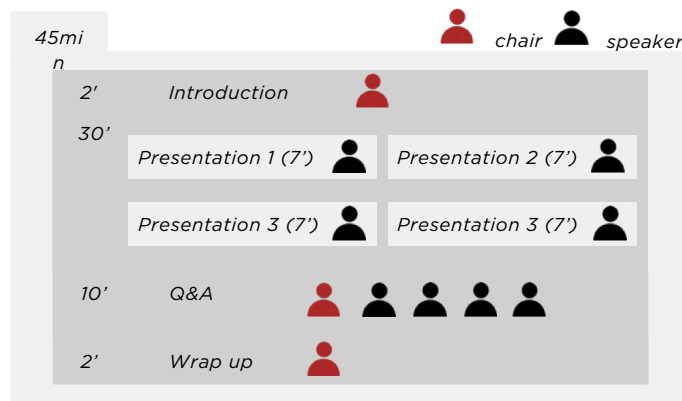 chair speaker
45mi
n
2' Introduction
30’
Presentation 1 (7’) Presentation 2 (7’)
Presentation 3 (7’) Presentation 3 (7’)
10’ Q&A
2’ Wrap up